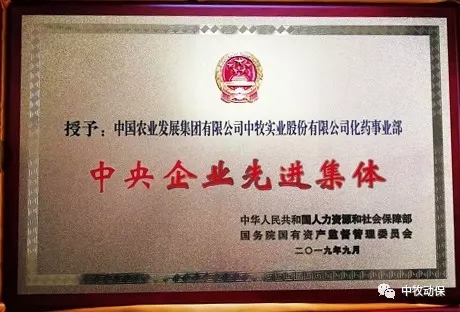 授予：中国农业发展集团有限公司中牧实业股份有限公司化药事业部
中央企业先进集体
中华人民共和国人力资源和社会保障部
国务院国有资产监督管理委员会
二〇一九年九月
中牧动保